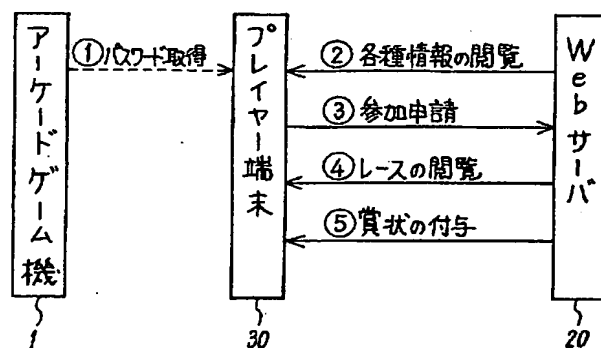 アーケードゲーム機
①パスワード取得
プレイヤー端末
②各種情報の閲覧
③参加申請
④レースの閲覧
⑤賞状の付与
Webサーバ
1
30
20